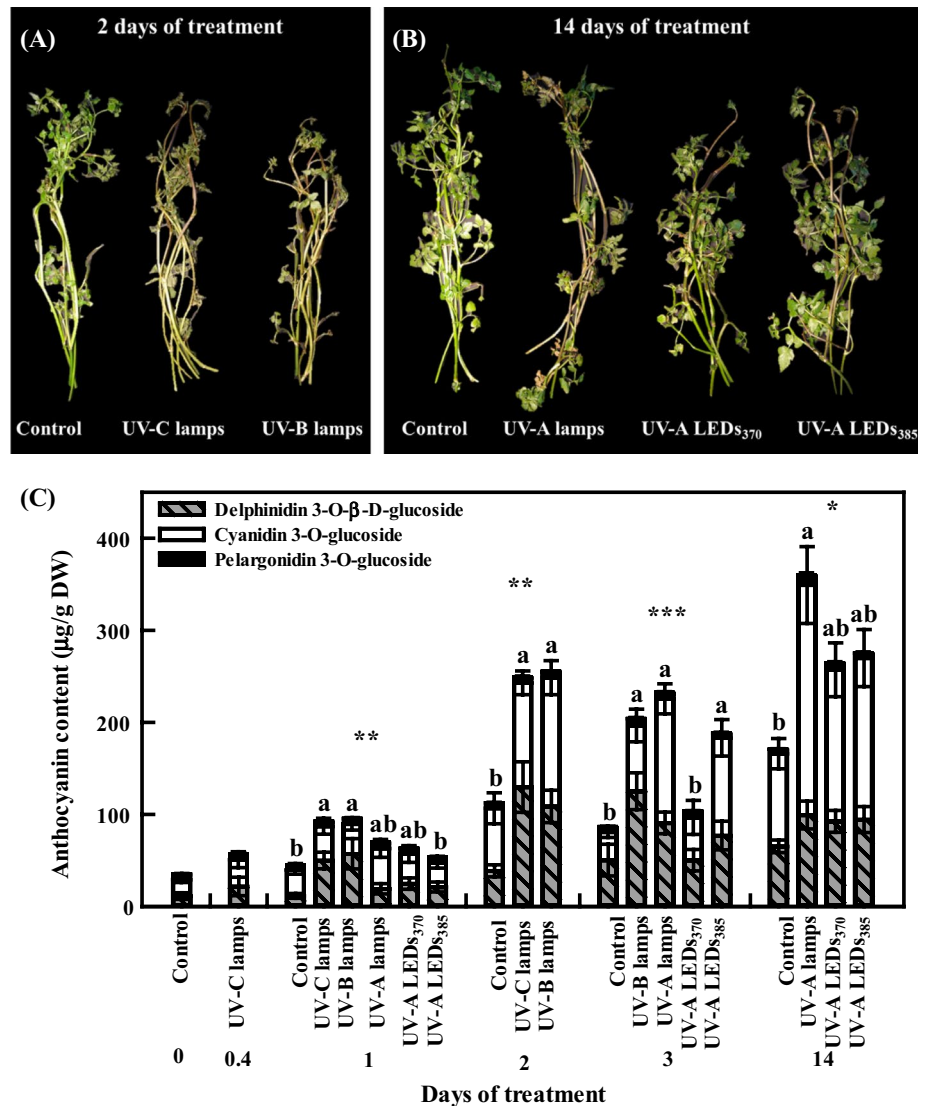 (A)
2 days of treatment
Control
UV-C lamps
UV-B lamps
(B)
14 days of treatment
Control
UV-A lamps
UV-A LEDs₃₇₀
UV-A LEDs₃₈₅
(C)
Delphinidin 3-O-β-D-glucoside
Cyanidin 3-O-glucoside
Pelargonidin 3-O-glucoside
Anthocyanin content (µg/g DW)
400
300
200
100
0
b a a ab ab b
**
b a a
**
b a a b a
***
b a ab ab
*
Control
UV-C lamps
Control
UV-C lamps
UV-B lamps
UV-A lamps
UV-A LEDs₃₇₀
UV-A LEDs₃₈₅
Control
UV-C lamps
UV-B lamps
Control
UV-B lamps
UV-A lamps
UV-A LEDs₃₇₀
UV-A LEDs₃₈₅
Control
UV-A lamps
UV-A LEDs₃₇₀
UV-A LEDs₃₈₅
0 0.4 1 2 3 14
Days of treatment